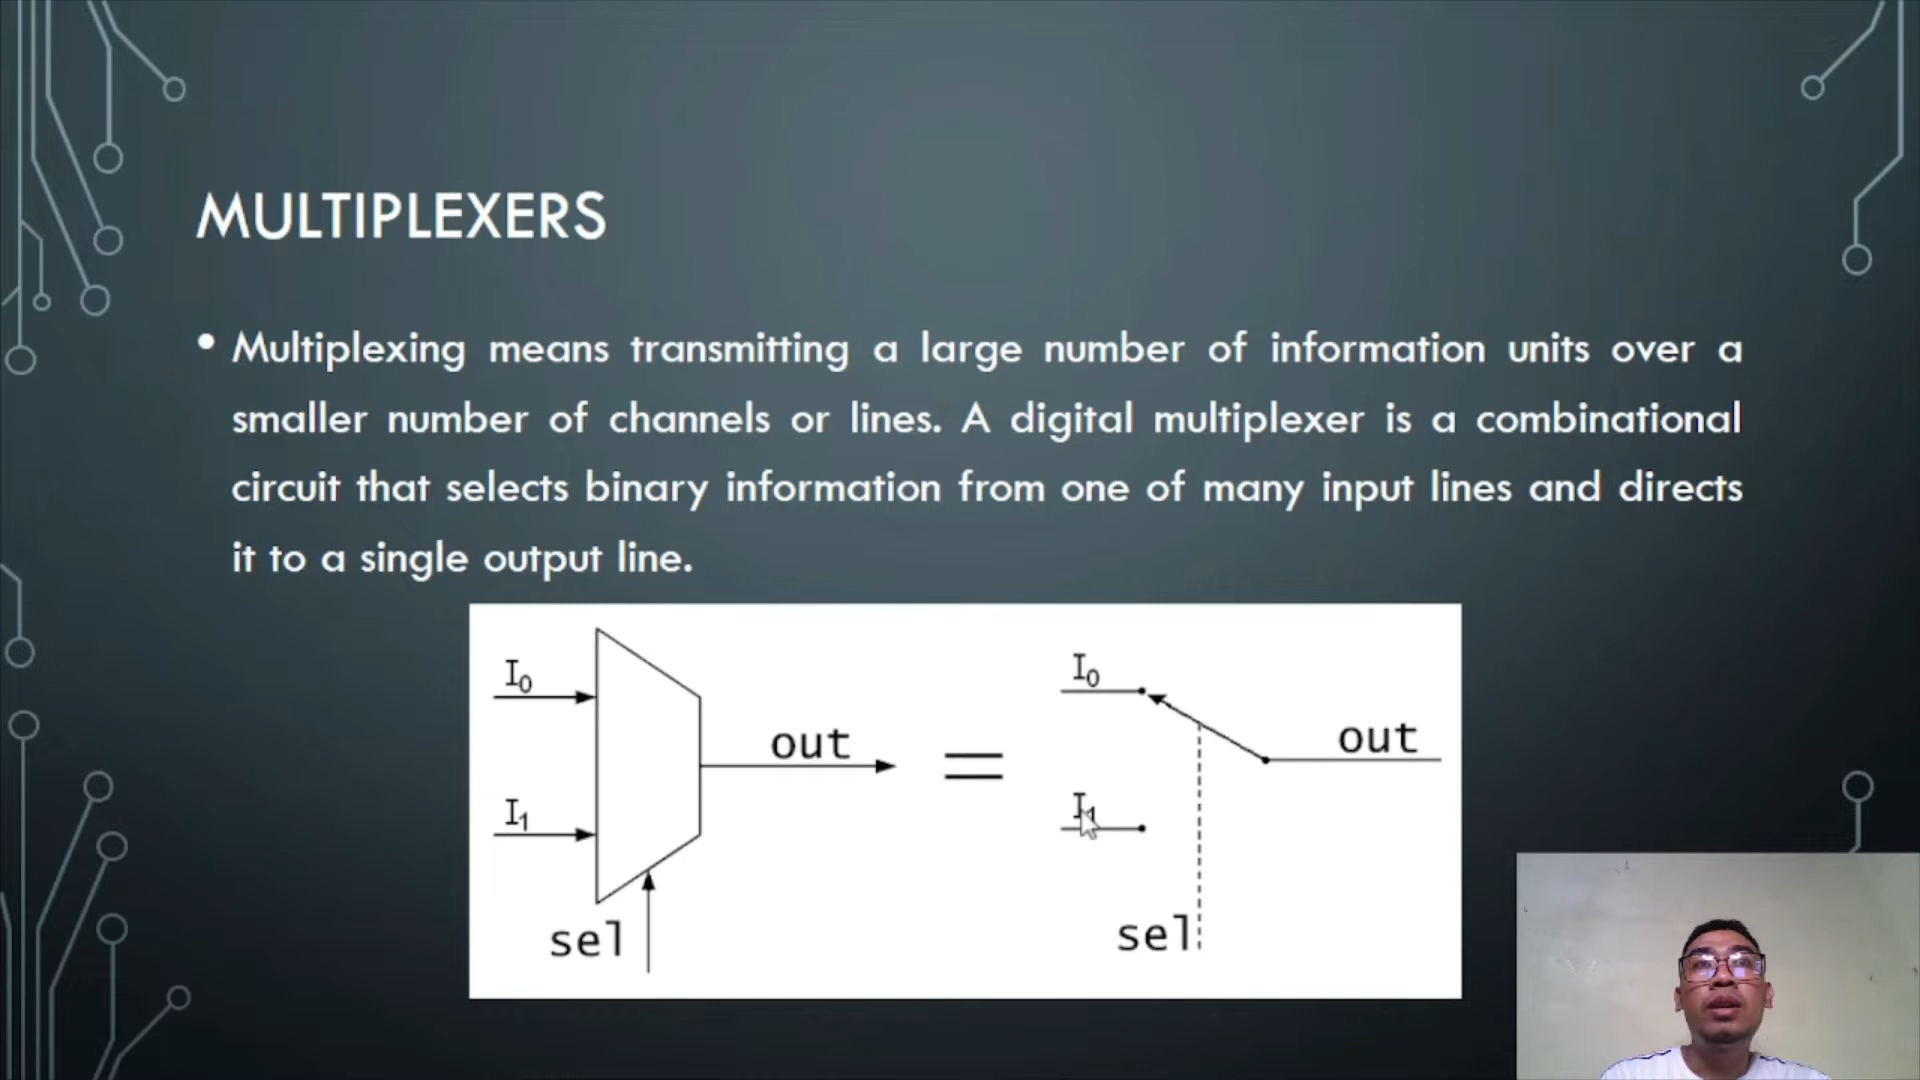 MULTIPLEXERS
• Multiplexing means transmitting a large number of information units over a
smaller number of channels or lines. A digital multiplexer is a combinational
circuit that selects binary information from one of many input lines and directs
it to a single output line.
I₀
I₁
sel
out
=
I₀
I₁
sel
out